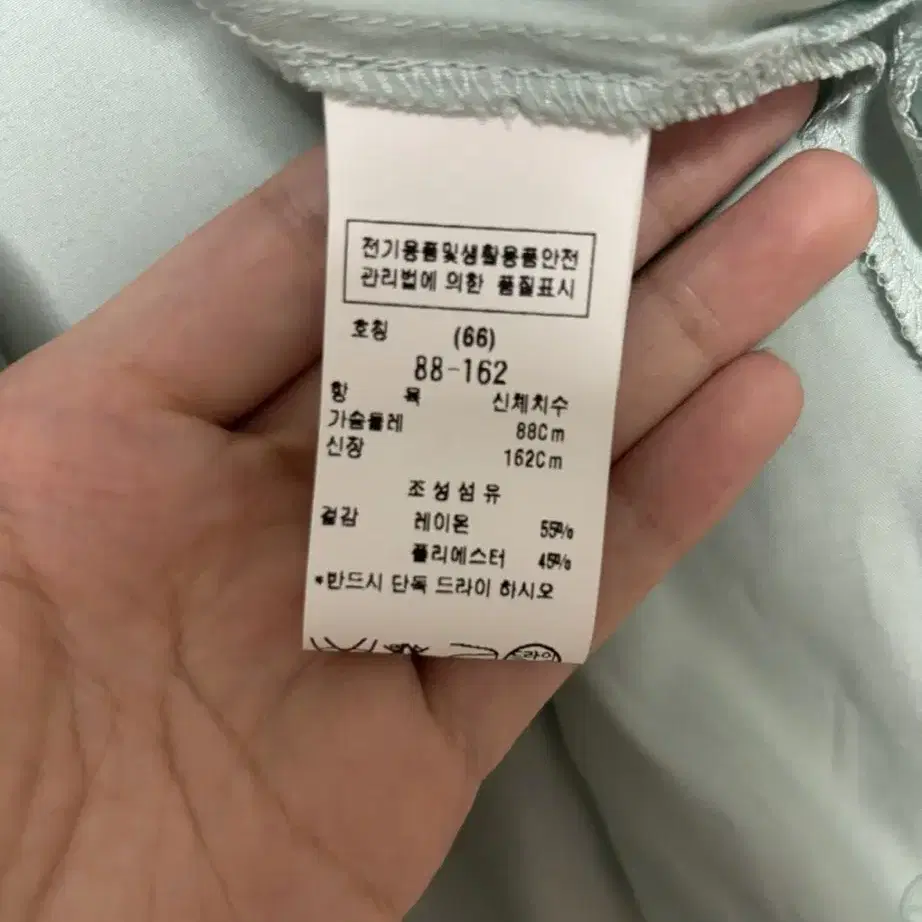 전기용품및생활용품안전
관리법에 의한 품질표시
호칭 (66)
88-162
항 목 신체치수
가슴둘레 88Cm
신장 162Cm
조성섬유
겉감 레이온 55%
폴리에스터 45%
*반드시 단독 드라이 하시오
드라이